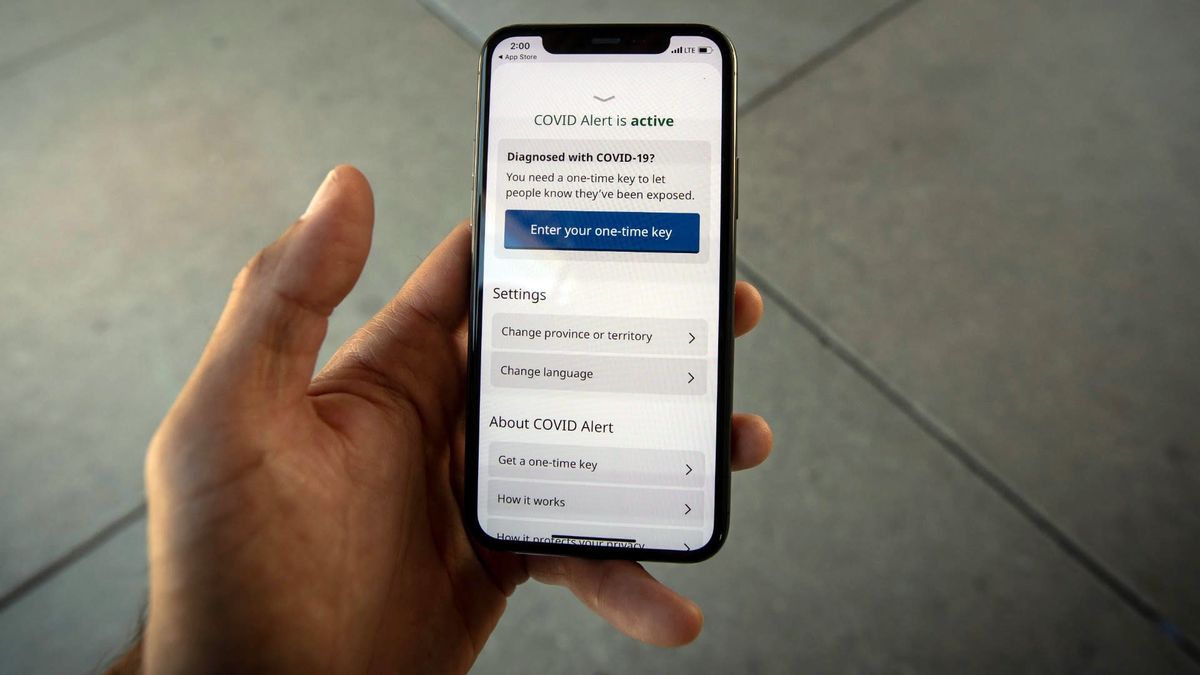 2:00
LTE
◀ App Store
COVID Alert is active
Diagnosed with COVID-19?
You need a one-time key to let
people know they’ve been exposed.
Enter your one-time key
Settings
Change province or territory
Change language
About COVID Alert
Get a one-time key
How it works
How it protects your privacy